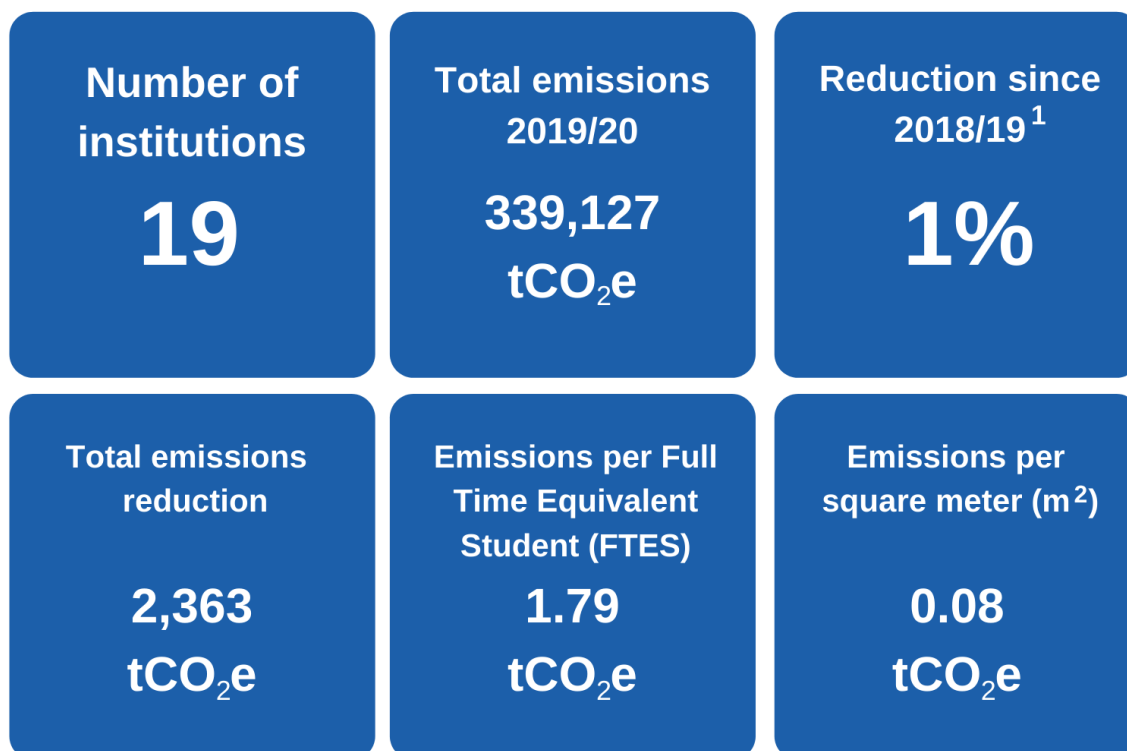 Number of
institutions
19
Total emissions
2019/20
339,127
tCO₂e
Reduction since
2018/19¹
1%
Total emissions
reduction
2,363
tCO₂e
Emissions per Full
Time Equivalent
Student (FTES)
1.79
tCO₂e
Emissions per
square meter (m²)
0.08
tCO₂e